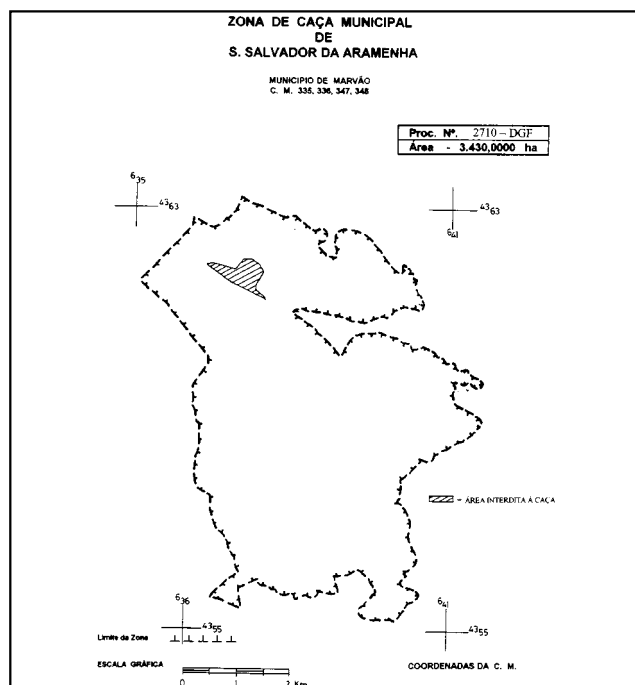 ZONA DE CAÇA MUNICIPAL
DE
S. SALVADOR DA ARAMENHA
MUNICIPIO DE MARVÃO
C. M. 335, 336, 347, 348
Proc. Nº. 2710 – DGF
Área - 3.430,0000 ha
635
4363
4363
641
= ÁREA INTERDITA À CAÇA
636
4355
641
4355
Limite da Zona
ESCALA GRÁFICA
0 1 2 Km
COORDENADAS DA C. M.